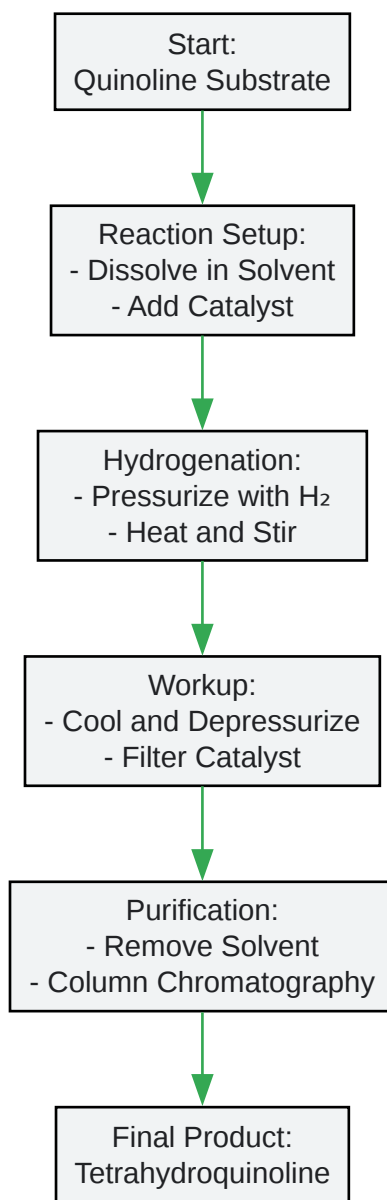 Start:
Quinoline Substrate
Reaction Setup:
- Dissolve in Solvent
- Add Catalyst
Hydrogenation:
- Pressurize with H₂
- Heat and Stir
Workup:
- Cool and Depressurize
- Filter Catalyst
Purification:
- Remove Solvent
- Column Chromatography
Final Product:
Tetrahydroquinoline